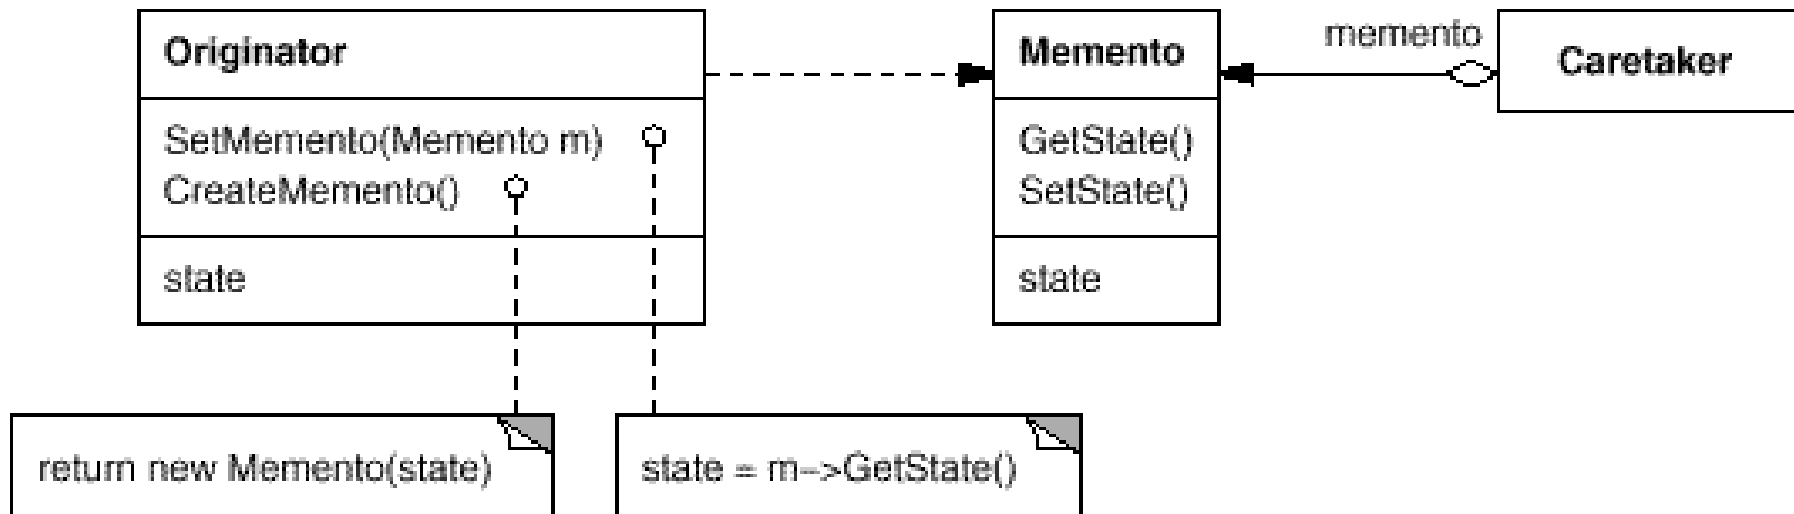 Originator
SetMemento(Memento m)
CreateMemento()
state
return new Memento(state)
state = m->GetState()
Memento
GetState()
SetState()
state
memento
Caretaker